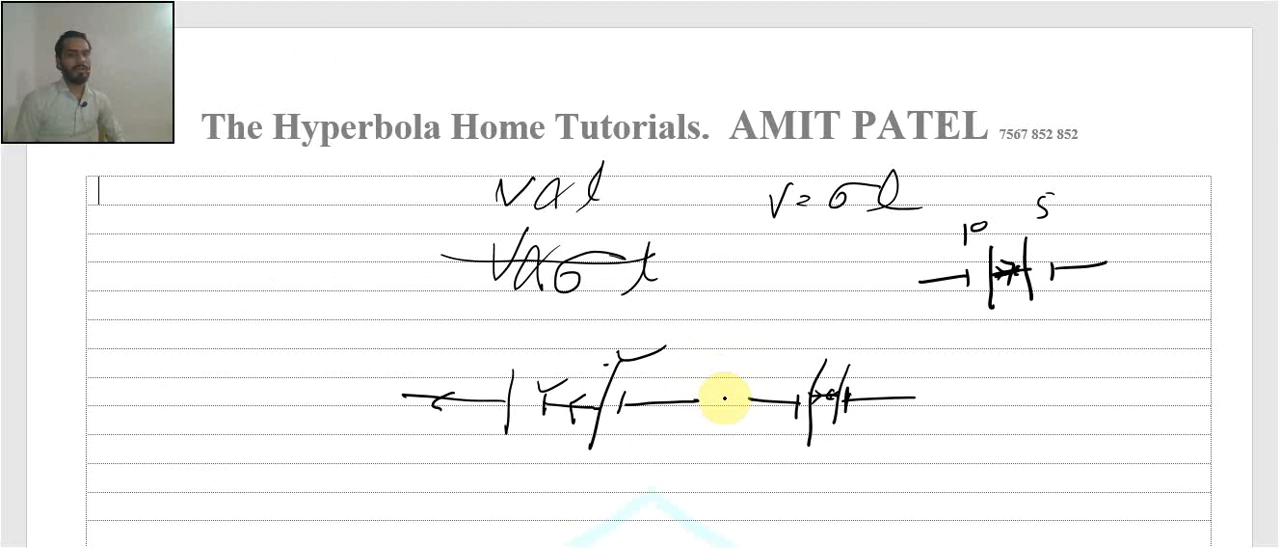 The Hyperbola Home Tutorials. AMIT PATEL 7567 852 852
V α l V = σ l
V α σ l
10 5